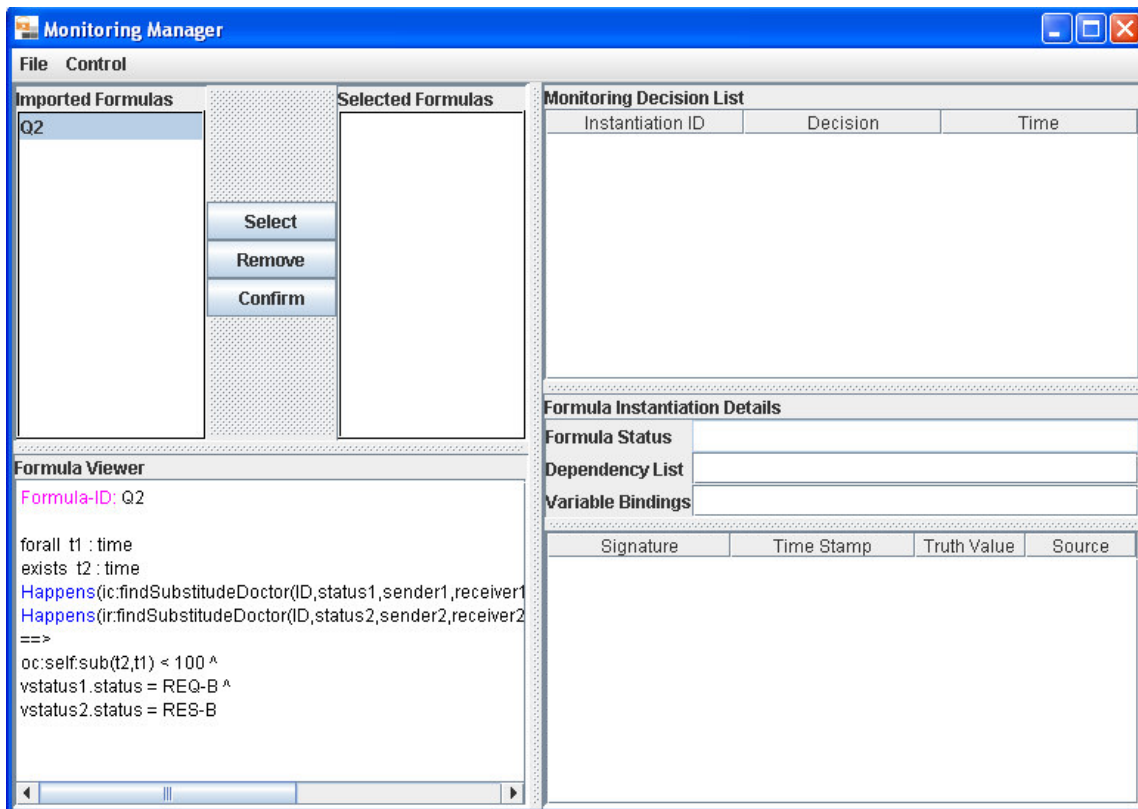 Monitoring Manager
File Control
Imported Formulas
Q2
Select
Remove
Confirm
Selected Formulas
Formula Viewer
Formula-ID: Q2
forall t1 : time
exists t2 : time
Happens(ic:findSubstitudeDoctor(ID,status1,sender1,receiver1
Happens(ir:findSubstitudeDoctor(ID,status2,sender2,receiver2
==>
oc:self:sub(t2,t1) < 100 ^
vstatus1.status = REQ-B ^
vstatus2.status = RES-B
Monitoring Decision List
Instantiation ID Decision Time
Formula Instantiation Details
Formula Status
Dependency List
Variable Bindings
Signature Time Stamp Truth Value Source